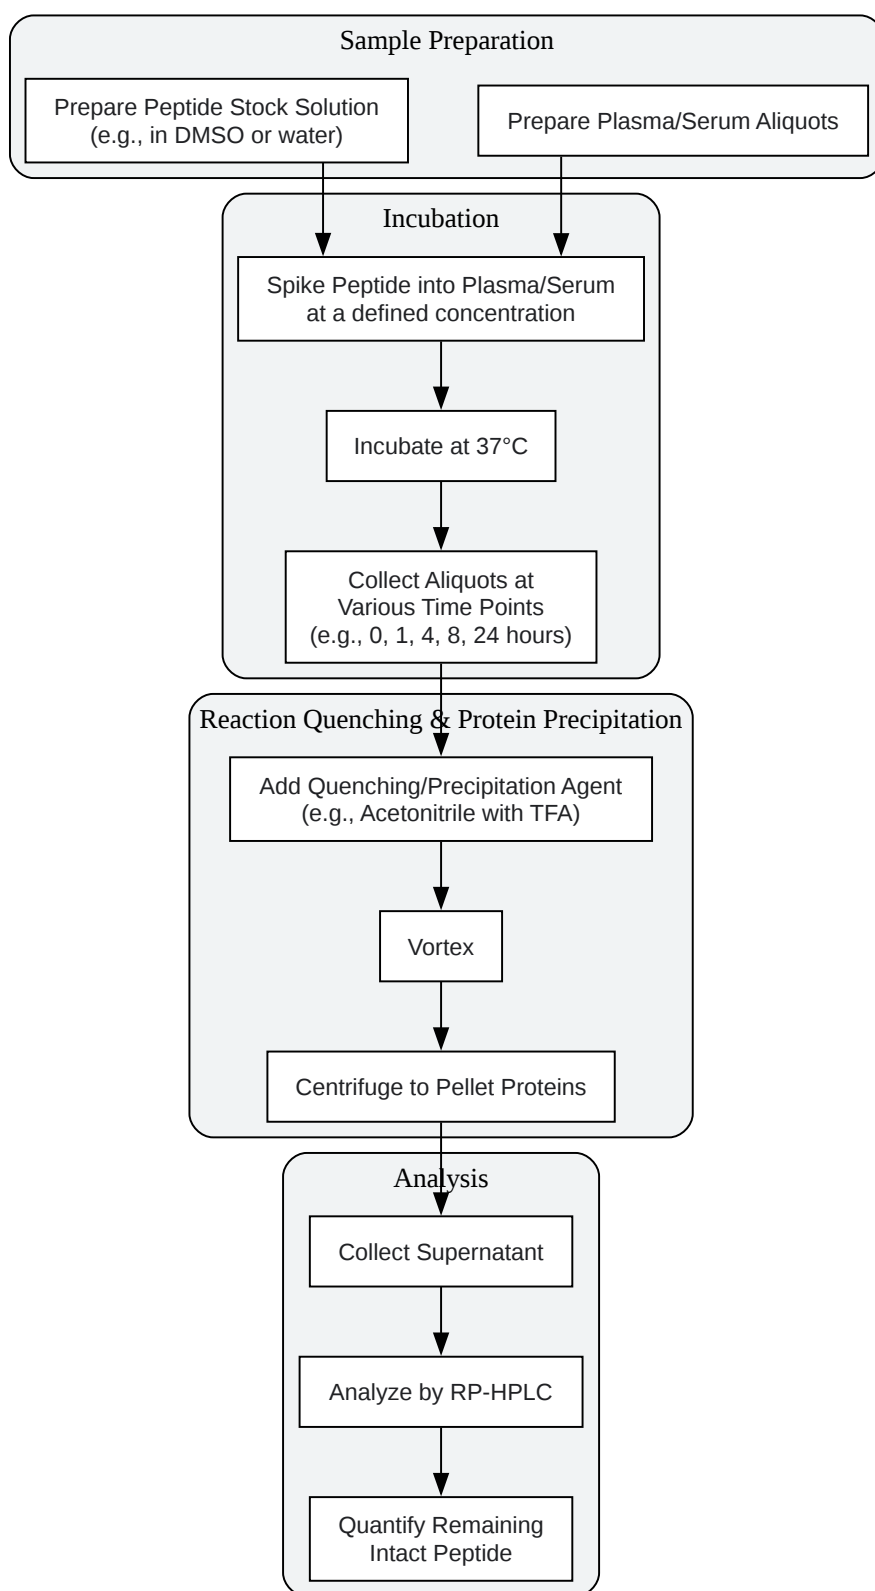 Sample Preparation
Prepare Peptide Stock Solution
(e.g., in DMSO or water)
Prepare Plasma/Serum Aliquots
Incubation
Spike Peptide into Plasma/Serum
at a defined concentration
Incubate at 37°C
Collect Aliquots at
Various Time Points
(e.g., 0, 1, 4, 8, 24 hours)
Reaction Quenching & Protein Precipitation
Add Quenching/Precipitation Agent
(e.g., Acetonitrile with TFA)
Vortex
Centrifuge to Pellet Proteins
Analysis
Collect Supernatant
Analyze by RP-HPLC
Quantify Remaining
Intact Peptide